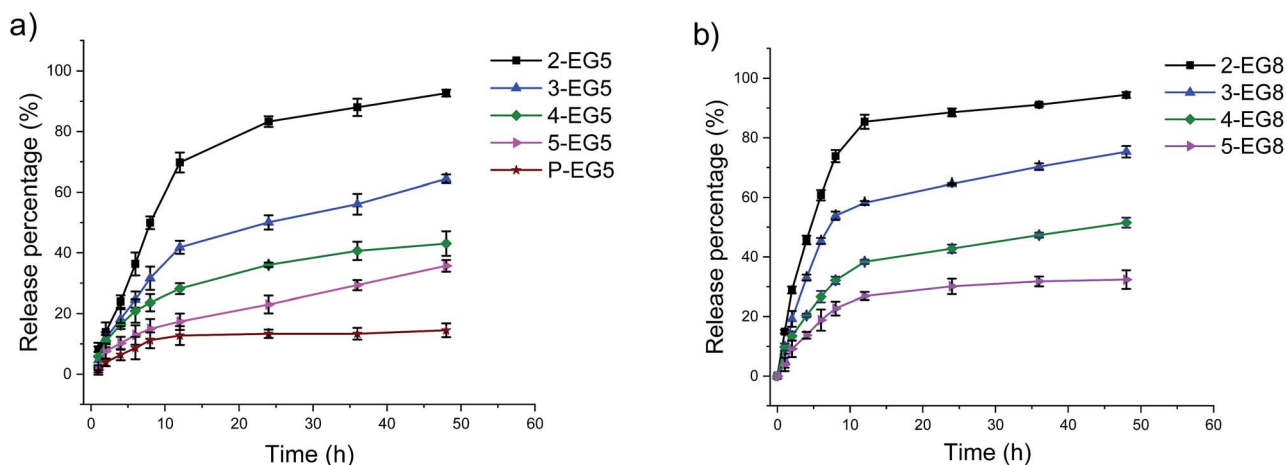 a)
Release percentage (%)
100
80
60
40
20
0
0 10 20 30 40 50 60
Time (h)
2-EG5
3-EG5
4-EG5
5-EG5
P-EG5
b)
Release percentage (%)
100
80
60
40
20
0
0 10 20 30 40 50 60
Time (h)
2-EG8
3-EG8
4-EG8
5-EG8